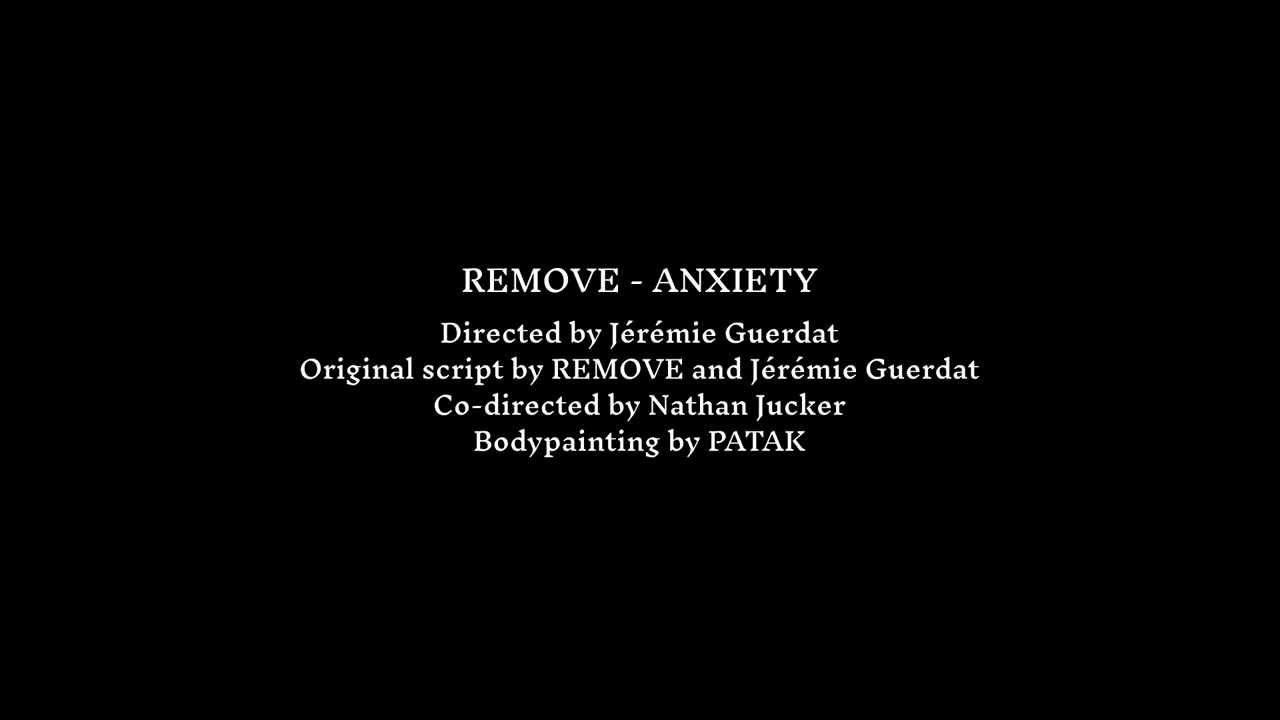 REMOVE - ANXIETY
Directed by Jérémie Guerdat
Original script by REMOVE and Jérémie Guerdat
Co-directed by Nathan Jucker
Bodypainting by PATAK